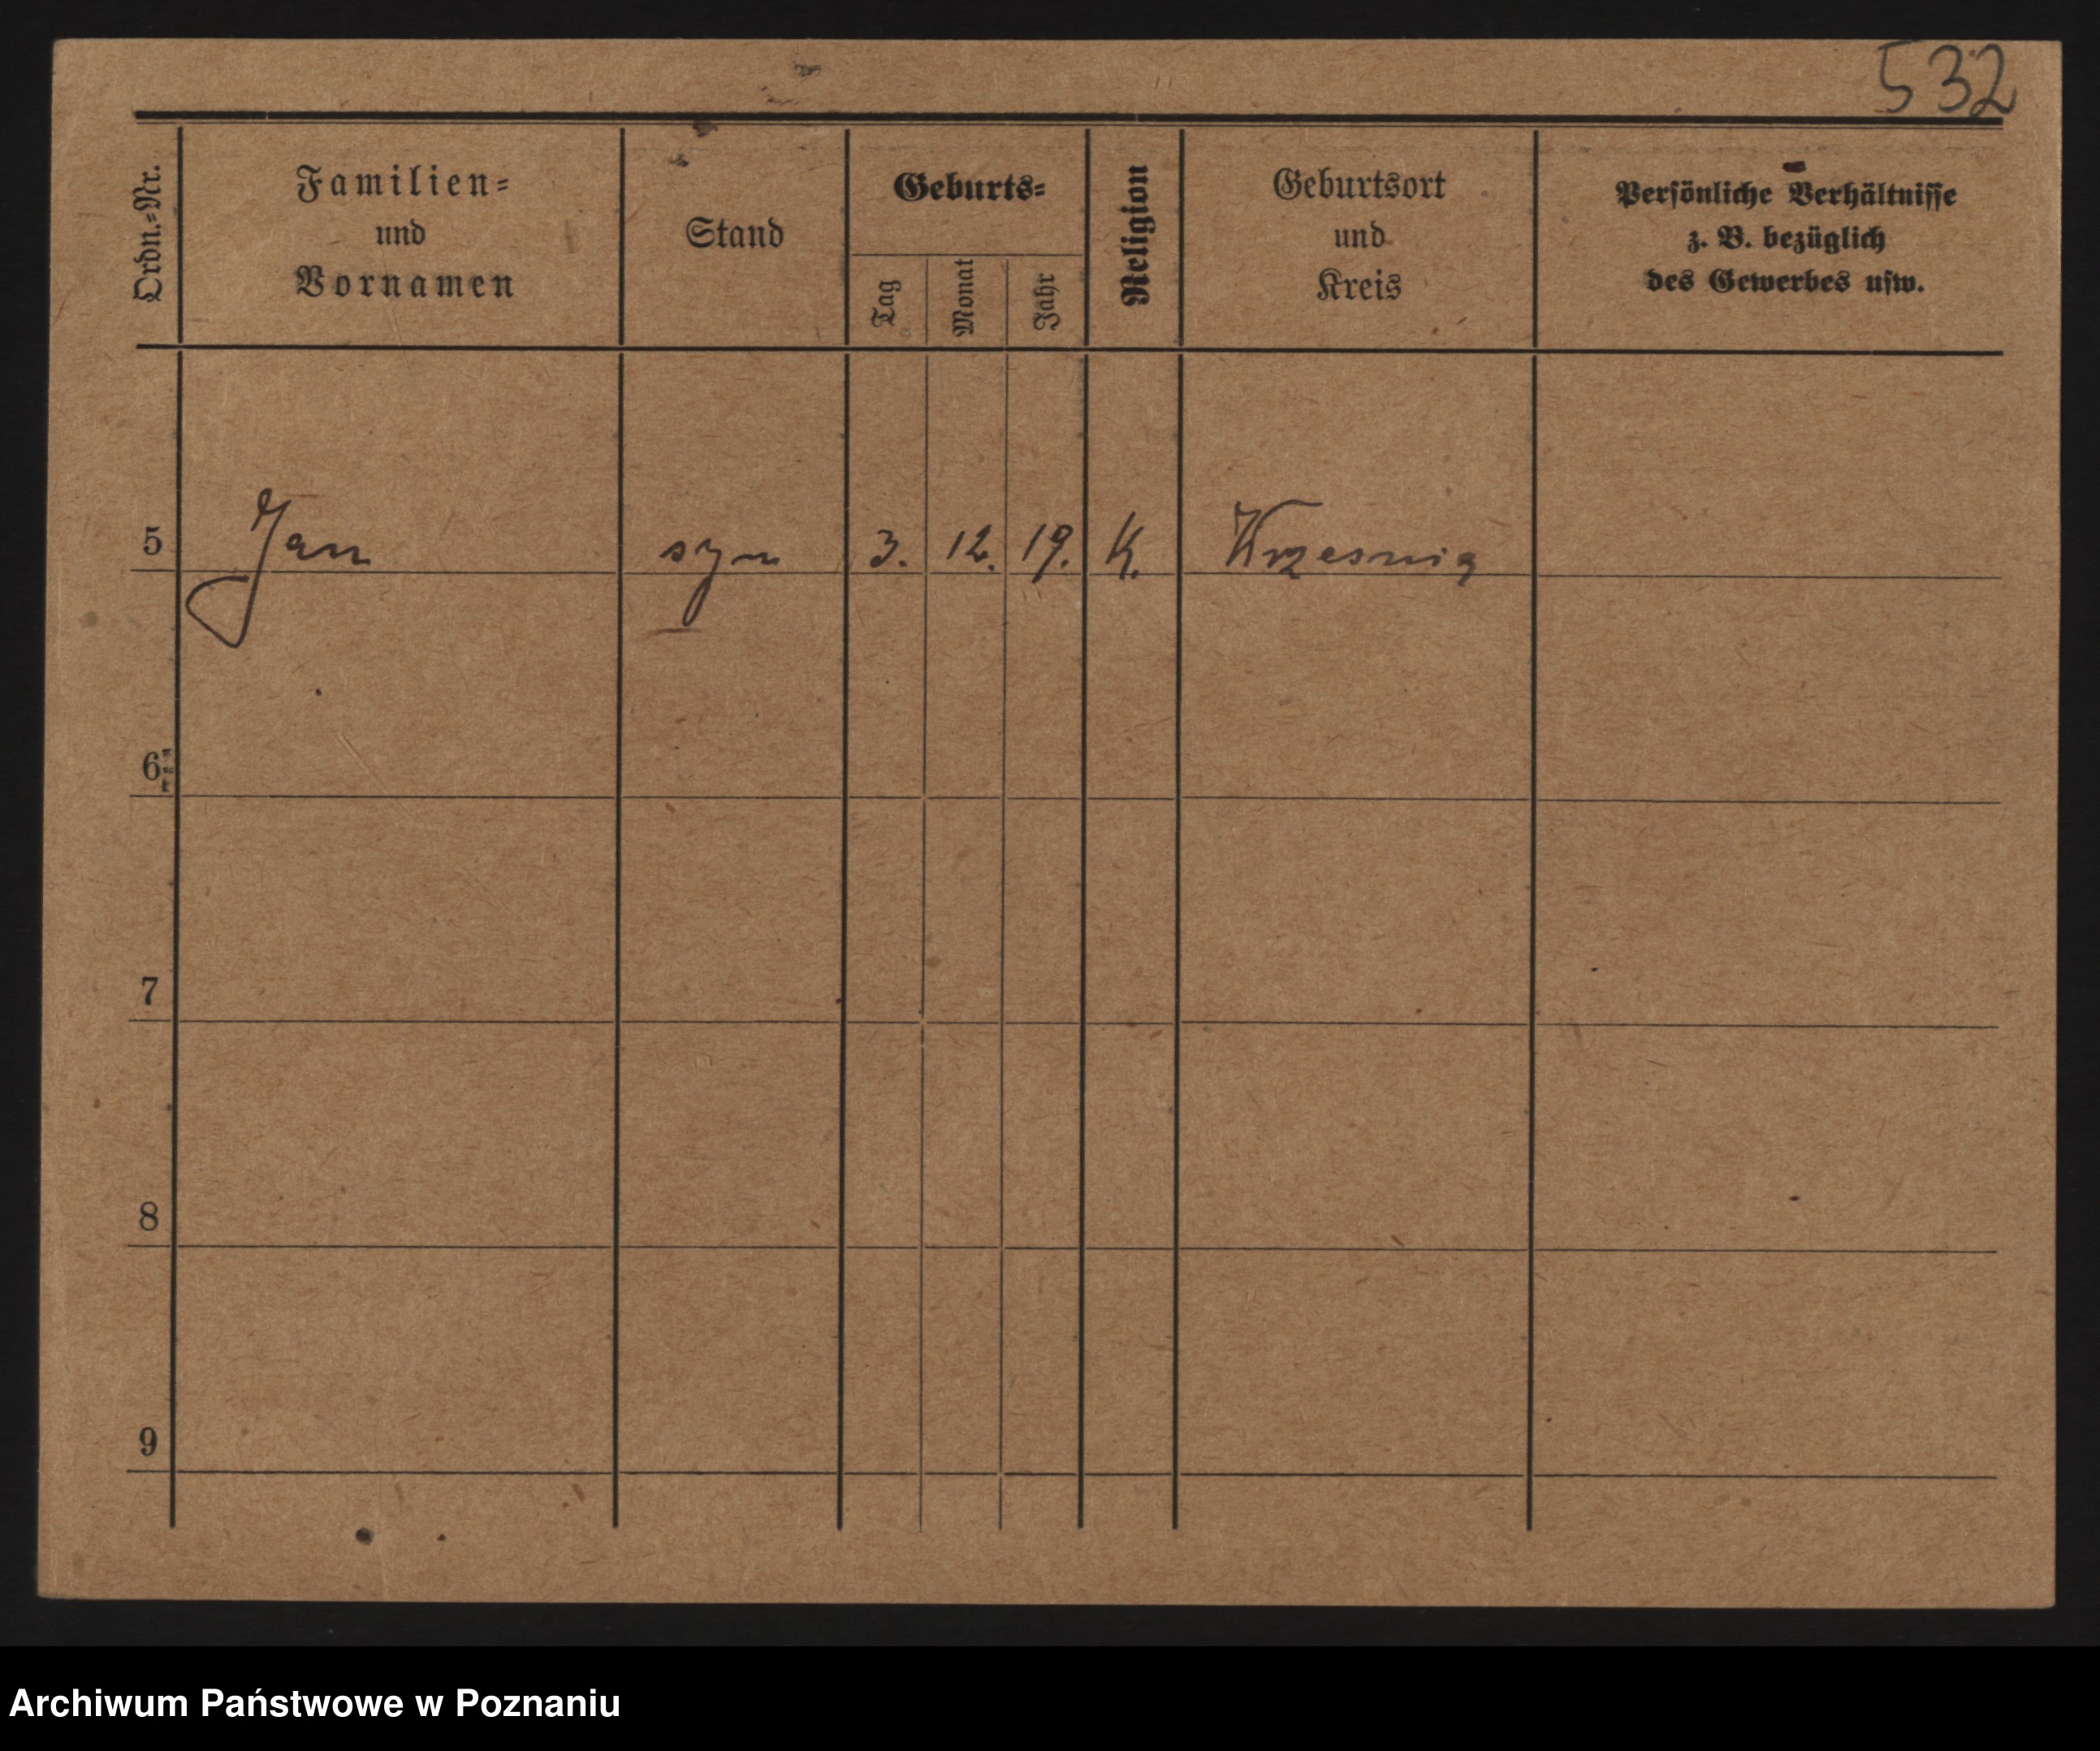 532
Ordn.=Nr.
Familien=
und
Vornamen
Stand
Geburts=
Tag
Monat
Jahr
Religion
Geburtsort
und
Kreis
Persönliche Verhältnisse
z. B. bezüglich
des Gewerbes usw.
5 Jan syn 3. 12. 19. K.
6
7
8
9
Archiwum Państwowe w Poznaniu